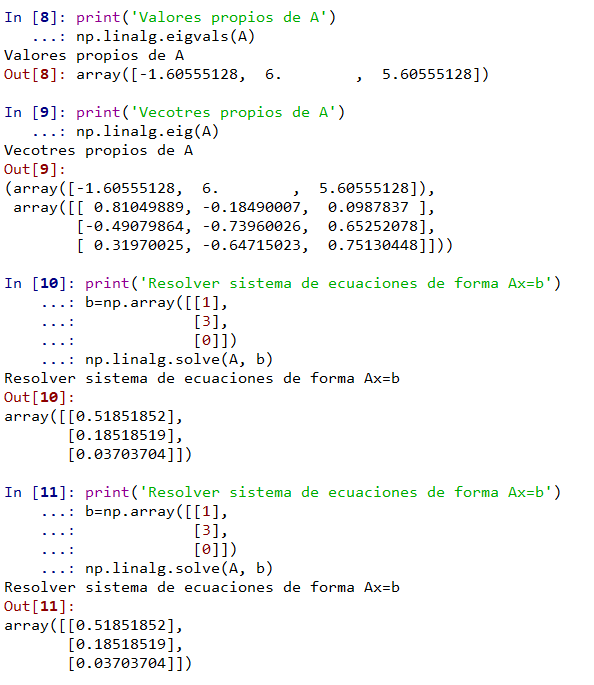 In [8]: print('Valores propios de A')
   ...: np.linalg.eigvals(A)
Valores propios de A
Out[8]: array([-1.60555128,  6.        ,  5.60555128])

In [9]: print('Vecotres propios de A')
   ...: np.linalg.eig(A)
Vecotres propios de A
Out[9]:
(array([-1.60555128,  6.        ,  5.60555128]),
 array([[ 0.81049889, -0.18490007,  0.0987837 ],
        [-0.49079864, -0.73960026,  0.65252078],
        [ 0.31970025, -0.64715023,  0.75130448]]))

In [10]: print('Resolver sistema de ecuaciones de forma Ax=b')
    ...: b=np.array([[1],
    ...:             [3],
    ...:             [0]])
    ...: np.linalg.solve(A, b)
Resolver sistema de ecuaciones de forma Ax=b
Out[10]:
array([[0.51851852],
       [0.18518519],
       [0.03703704]])

In [11]: print('Resolver sistema de ecuaciones de forma Ax=b')
    ...: b=np.array([[1],
    ...:             [3],
    ...:             [0]])
    ...: np.linalg.solve(A, b)
Resolver sistema de ecuaciones de forma Ax=b
Out[11]:
array([[0.51851852],
       [0.18518519],
       [0.03703704]])